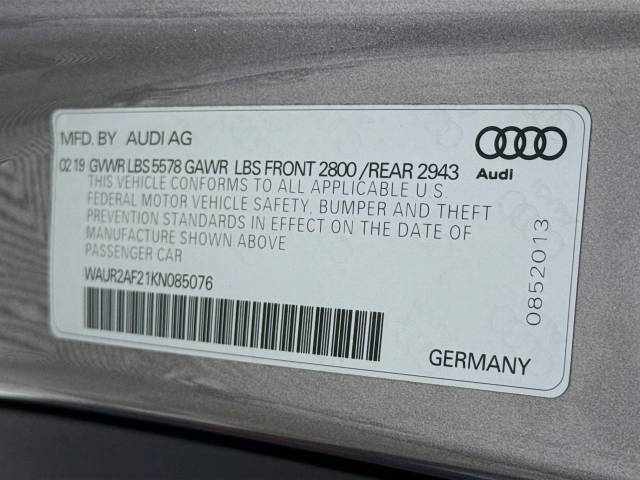 MFD. BY AUDI AG
02 19 GVWR LBS 5578 GAWR LBS FRONT 2800 / REAR 2943
THIS VEHICLE CONFORMS TO ALL APPLICABLE U.S.
FEDERAL MOTOR VEHICLE SAFETY, BUMPER AND THEFT
PREVENTION STANDARDS IN EFFECT ON THE DATE OF
MANUFACTURE SHOWN ABOVE
PASSENGER CAR
WAUR2AF21KN085076
Audi
0852013
GERMANY